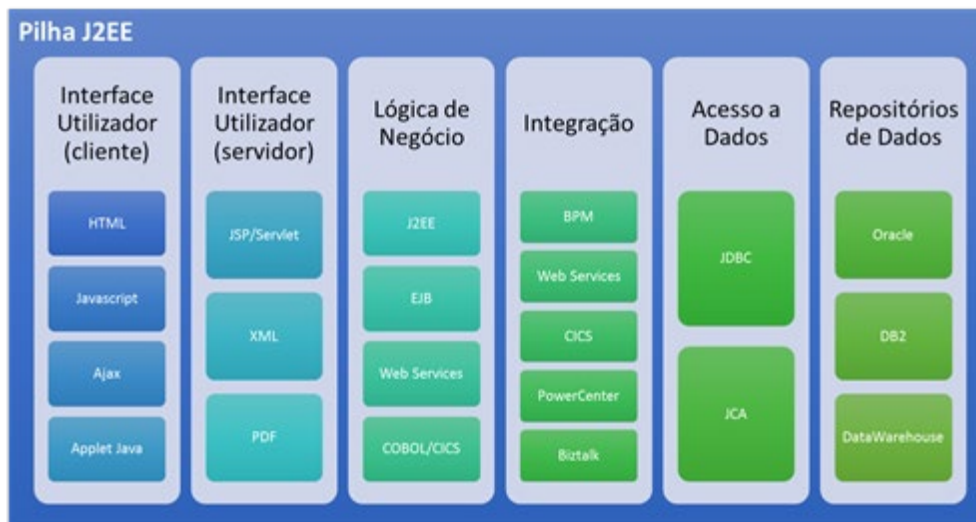 Pilha J2EE
Interface
Utilizador
(cliente)
HTML
Javascript
Ajax
Applet Java
Interface
Utilizador
(servidor)
JSP/Servlet
XML
PDF
Lógica de
Negócio
J2EE
EJB
Web Services
COBOL/CICS
Integração
BPM
Web Services
CICS
PowerCenter
Biztalk
Acesso a
Dados
JDBC
JCA
Repositórios
de Dados
Oracle
DB2
DataWarehouse